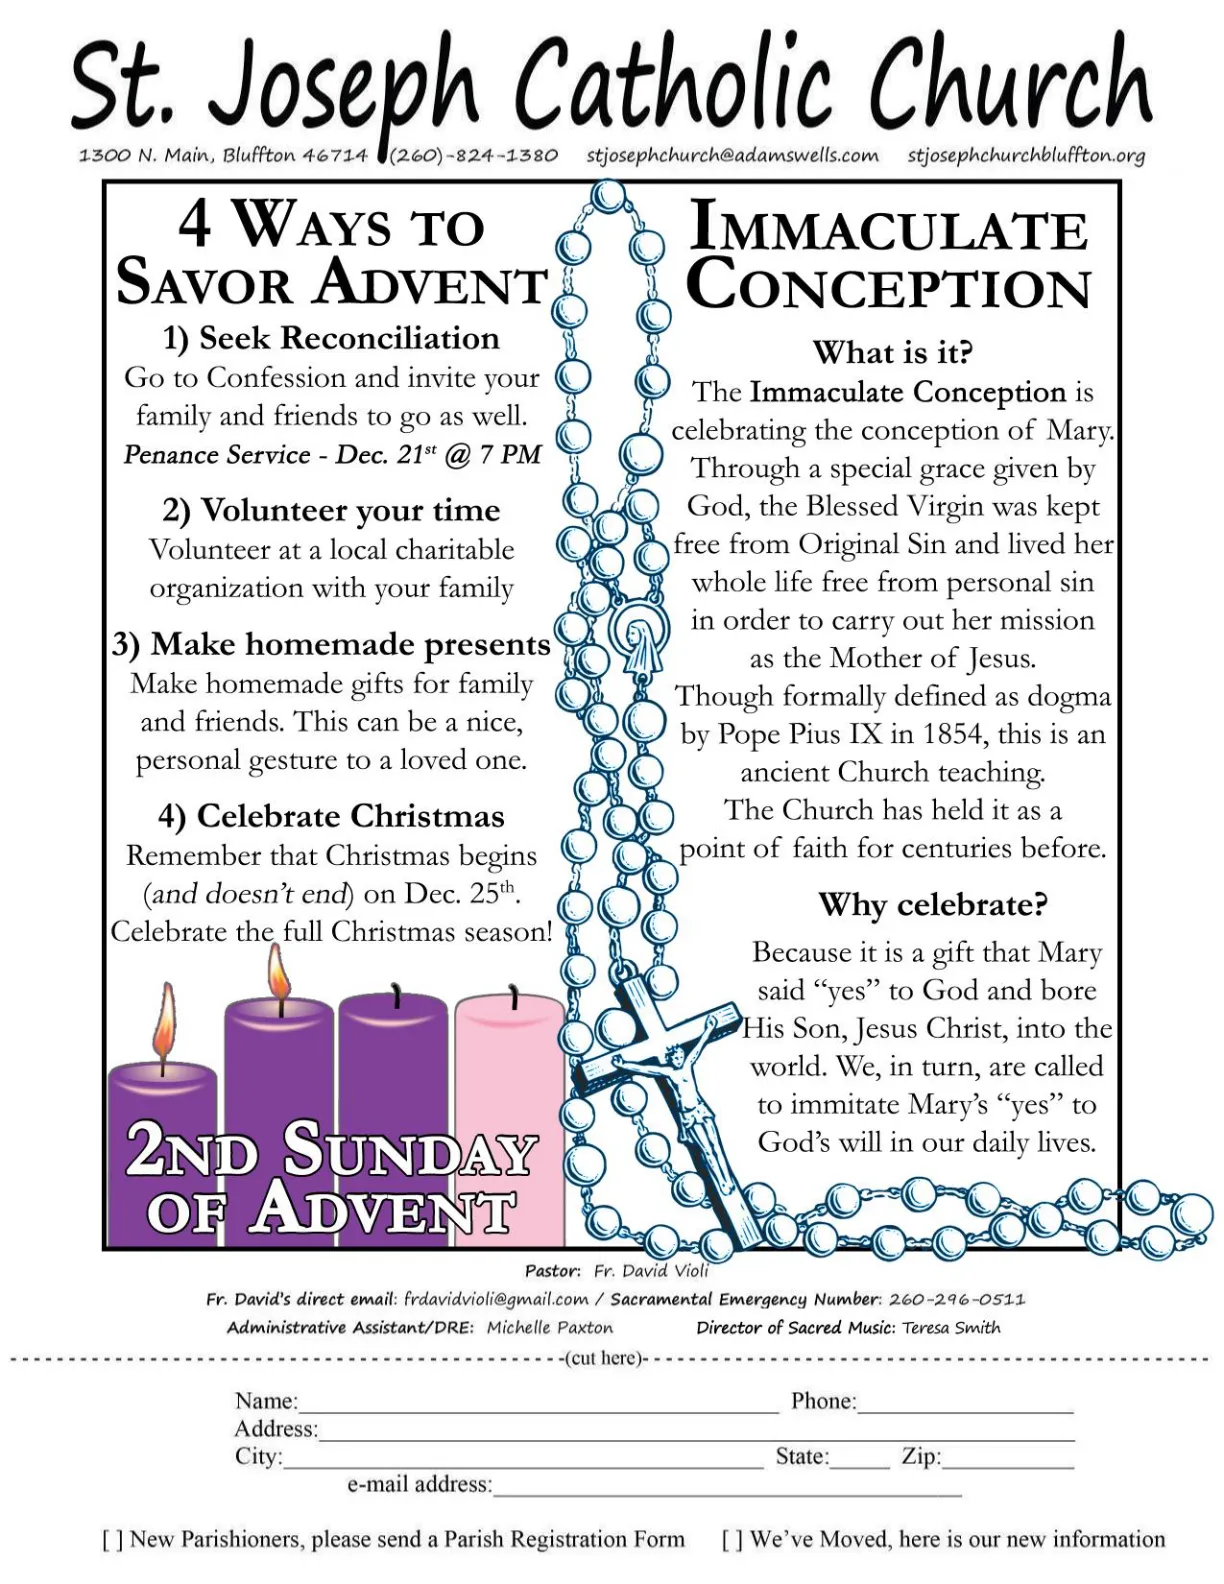 St. Joseph Catholic Church
1300 N. Main, Bluffton 46714 (260)-824-1380 stjosephchurch@adamswells.com stjosephchurchbluffton.org
4 Ways to
Savor Advent
1) Seek Reconciliation
Go to Confession and invite your
family and friends to go as well.
Penance Service - Dec. 21st @ 7 PM
2) Volunteer your time
Volunteer at a local charitable
organization with your family
3) Make homemade presents
Make homemade gifts for family
and friends. This can be a nice,
personal gesture to a loved one.
4) Celebrate Christmas
Remember that Christmas begins
(and doesn't end) on Dec. 25th.
Celebrate the full Christmas season!
2nd Sunday
of Advent
Immaculate
Conception
What is it?
The Immaculate Conception is
celebrating the conception of Mary.
Through a special grace given by
God, the Blessed Virgin was kept
free from Original Sin and lived her
whole life free from personal sin
in order to carry out her mission
as the Mother of Jesus.
Though formally defined as dogma
by Pope Pius IX in 1854, this is an
ancient Church teaching.
The Church has held it as a
point of faith for centuries before.
Why celebrate?
Because it is a gift that Mary
said "yes" to God and bore
His Son, Jesus Christ, into the
world. We, in turn, are called
to immitate Mary's "yes" to
God's will in our daily lives.
Pastor: Fr. David Violi
Fr. David's direct email: frdavidvioli@gmail.com / Sacramental Emergency Number: 260-296-0511
Administrative Assistant/DRE: Michelle Paxton Director of Sacred Music: Teresa Smith
(cut here)
Name: Phone:
Address:
City: State: Zip:
e-mail address:
[ ] New Parishioners, please send a Parish Registration Form [ ] We've Moved, here is our new information